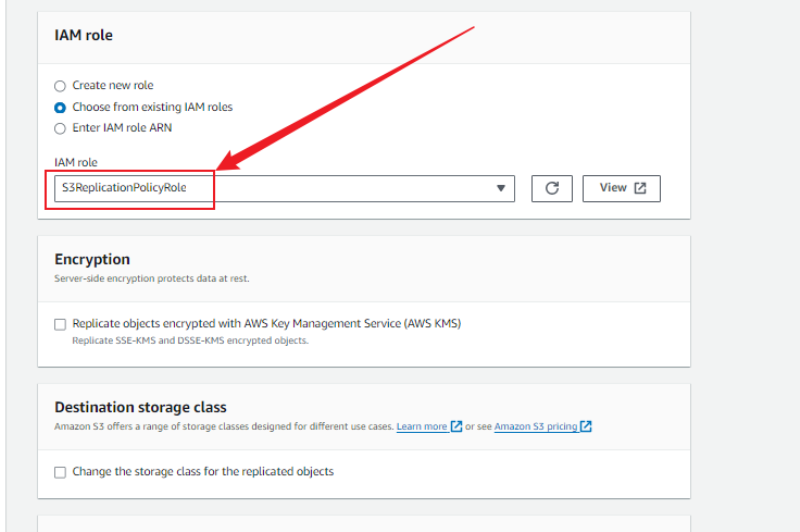 IAM role
Create new role
Choose from existing IAM roles
Enter IAM role ARN
IAM role
S3ReplicationPolicyRole
View
Encryption
Server-side encryption protects data at rest.
Replicate objects encrypted with AWS Key Management Service (AWS KMS)
Replicate SSE-KMS and DSSE-KMS encrypted objects.
Destination storage class
Amazon S3 offers a range of storage classes designed for different use cases. Learn more or see Amazon S3 pricing
Change the storage class for the replicated objects